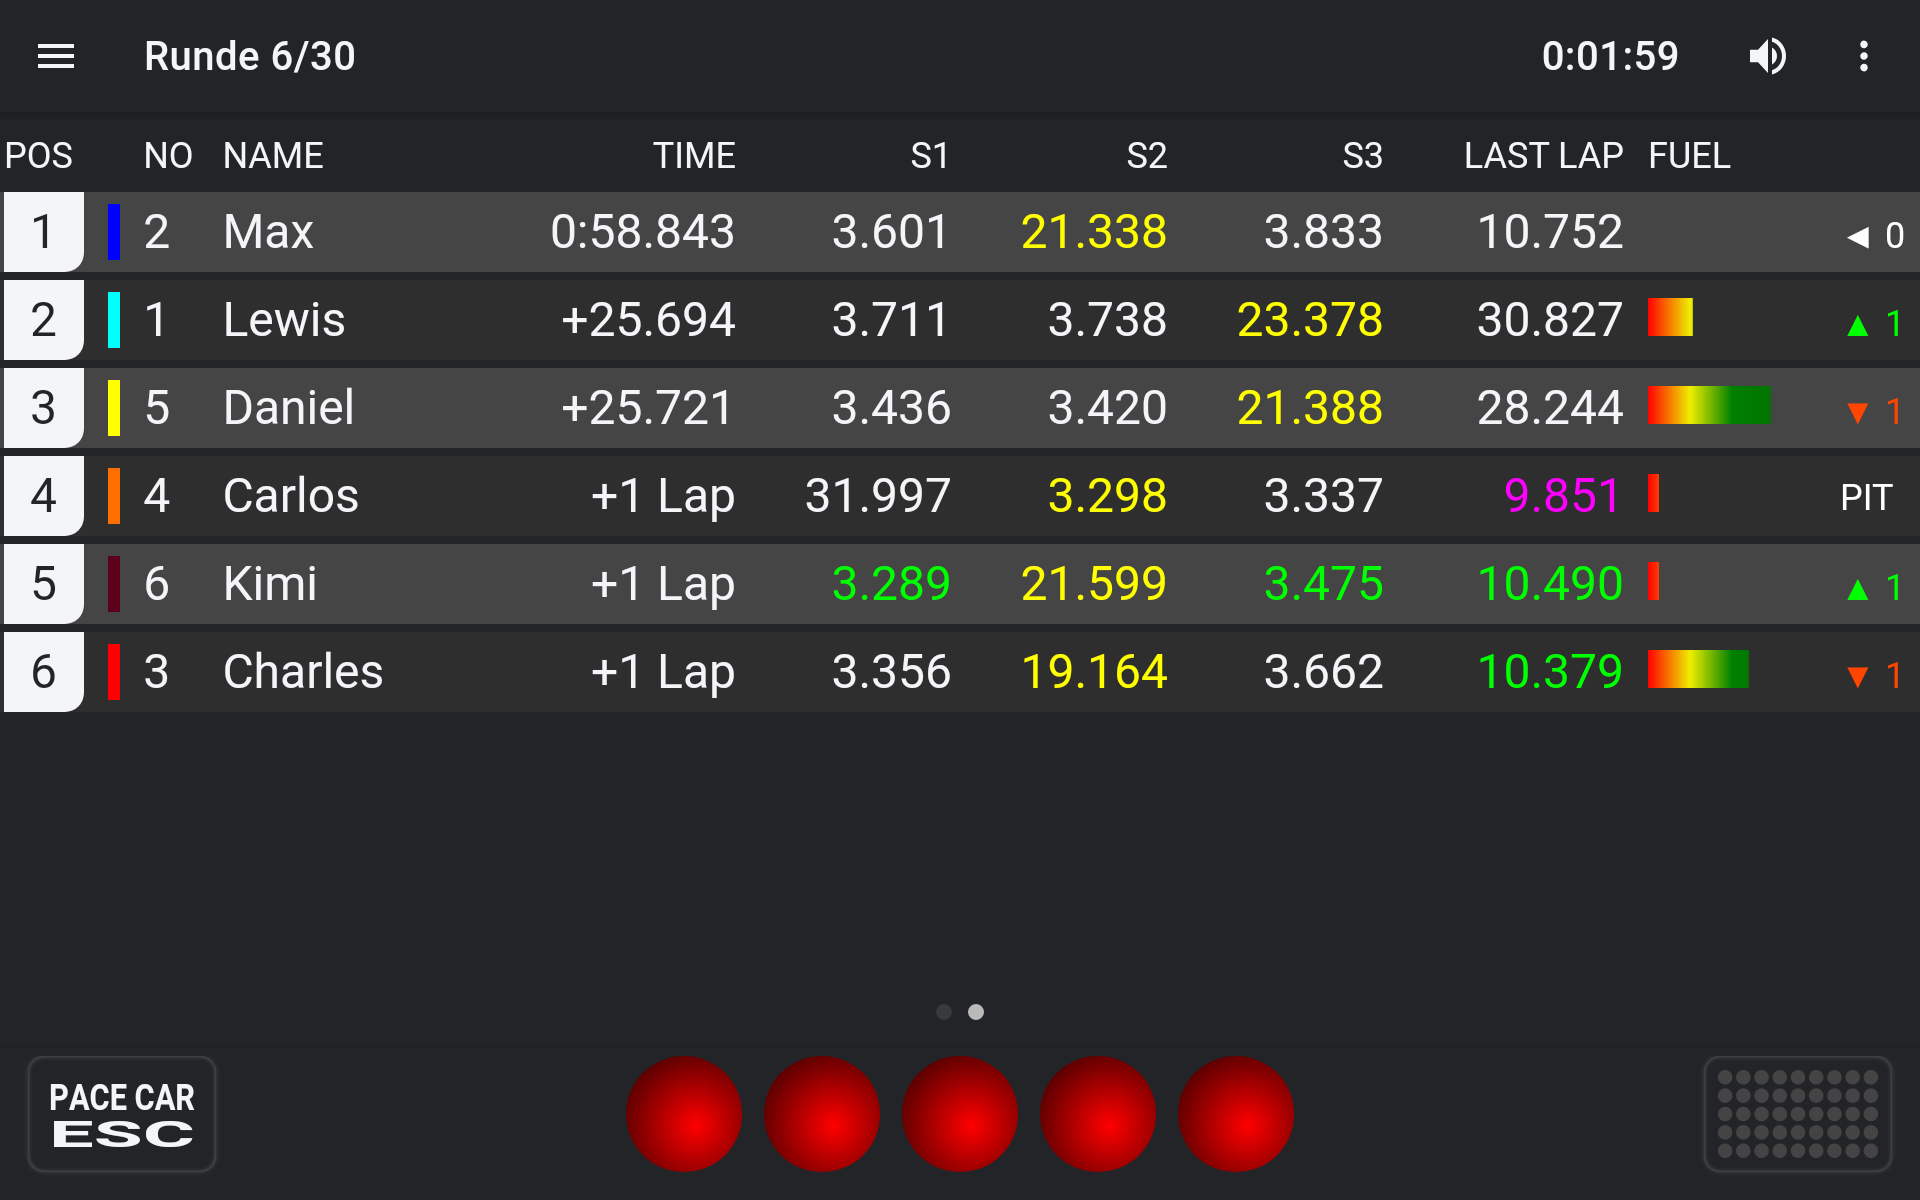 Runde 6/30 0:01:59
POS NO NAME TIME S1 S2 S3 LAST LAP FUEL
1 2 Max 0:58.843 3.601 21.338 3.833 10.752 ◄ 0
2 1 Lewis +25.694 3.711 3.738 23.378 30.827 ▲ 1
3 5 Daniel +25.721 3.436 3.420 21.388 28.244 ▼ 1
4 4 Carlos +1 Lap 31.997 3.298 3.337 9.851 PIT
5 6 Kimi +1 Lap 3.289 21.599 3.475 10.490 ▲ 1
6 3 Charles +1 Lap 3.356 19.164 3.662 10.379 ▼ 1
PACE CAR
ESC